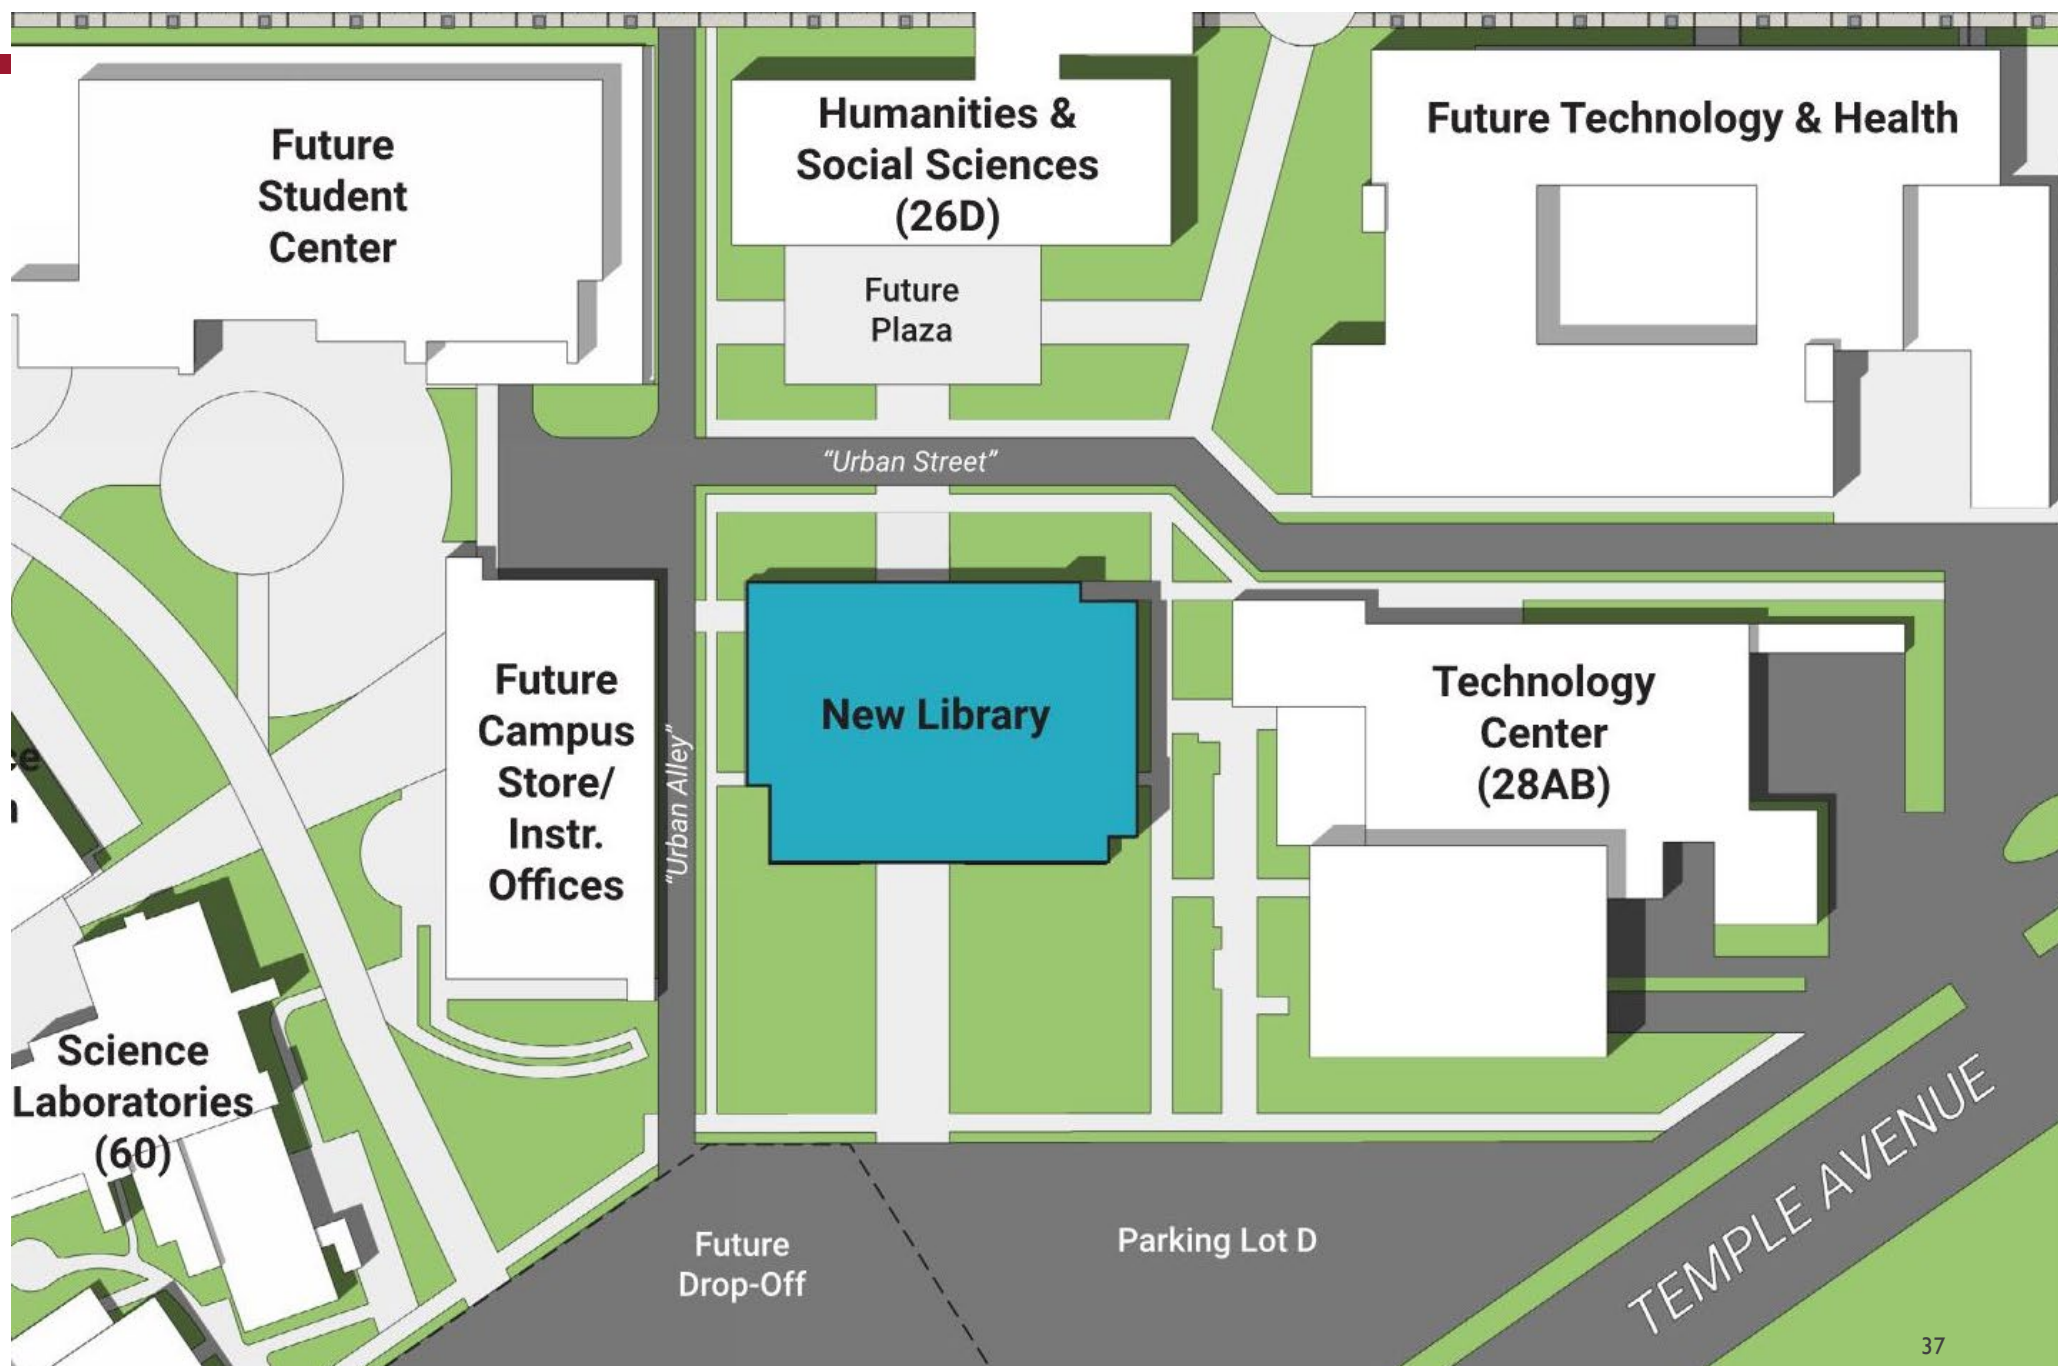 Future
Student
Center
Humanities &
Social Sciences
(26D)
Future Technology & Health
Future
Plaza
“Urban Street”
Future
Campus
Store/
Instr.
Offices
“Urban Alley”
New Library
Technology
Center
(28AB)
Science
Laboratories
(60)
Future
Drop-Off
Parking Lot D
TEMPLE AVENUE
37